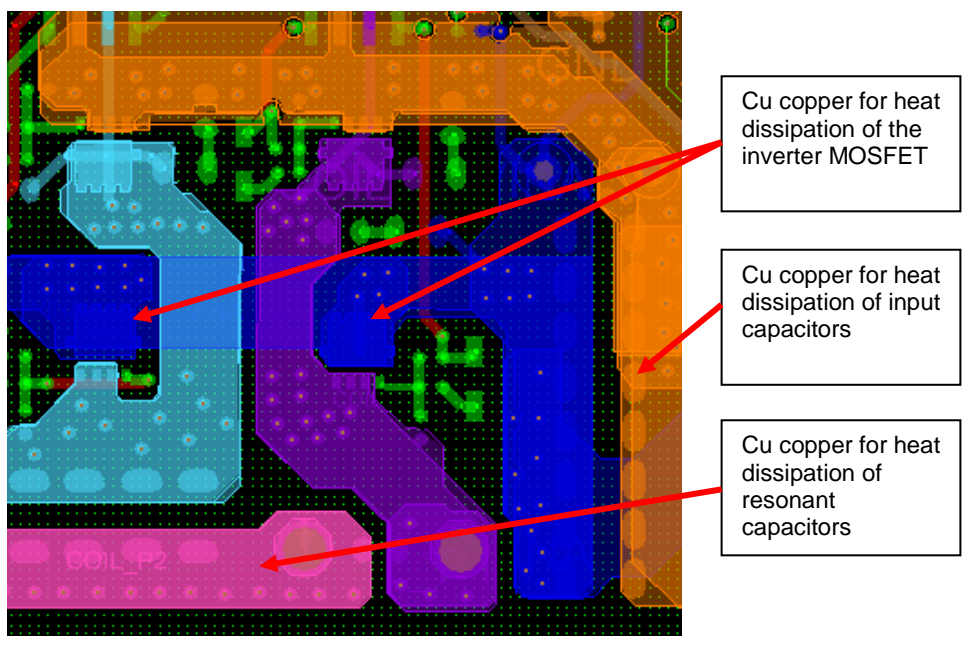 Cu copper for heat
dissipation of the
inverter MOSFET
Cu copper for heat
dissipation of input
capacitors
Cu copper for heat
dissipation of
resonant
capacitors
GND
COIL_P2